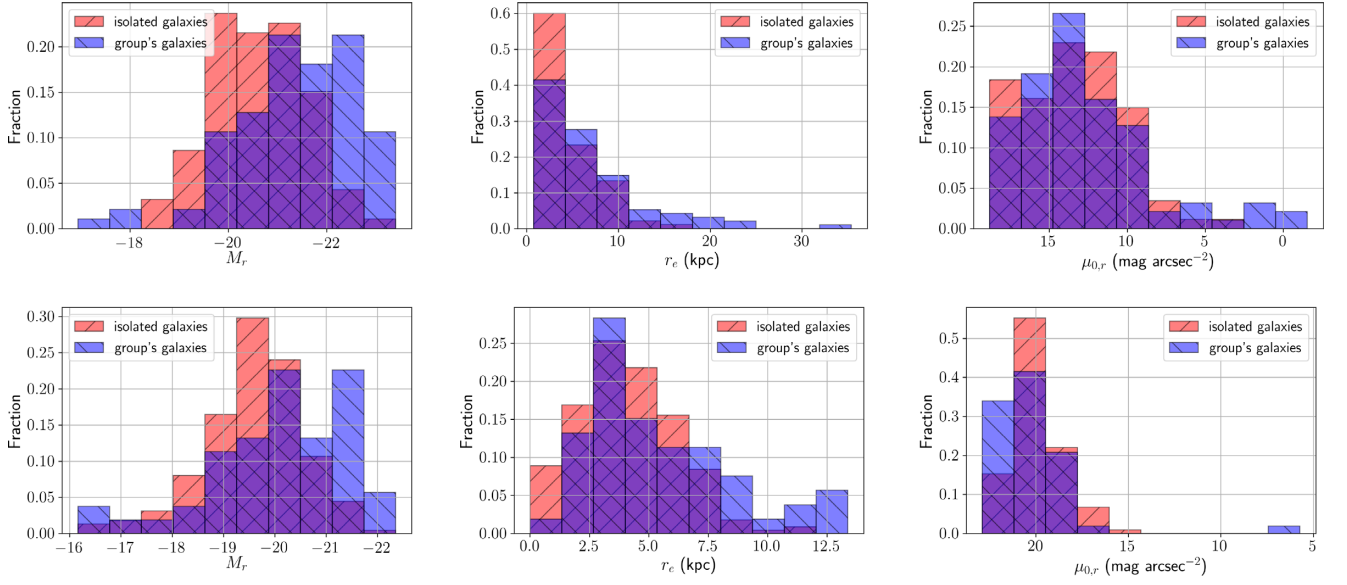 isolated galaxies
group's galaxies
Fraction
0.20
0.15
0.10
0.05
0.00
−18 −20 −22
M_r
isolated galaxies
group's galaxies
Fraction
0.6
0.5
0.4
0.3
0.2
0.1
0.0
0 10 20 30
r_e (kpc)
isolated galaxies
group's galaxies
Fraction
0.25
0.20
0.15
0.10
0.05
0.00
15 10 5 0
μ_{0,r} (mag arcsec^{−2})
isolated galaxies
group's galaxies
Fraction
0.30
0.25
0.20
0.15
0.10
0.05
0.00
−16 −17 −18 −19 −20 −21 −22
M_r
isolated galaxies
group's galaxies
Fraction
0.25
0.20
0.15
0.10
0.05
0.00
0.0 2.5 5.0 7.5 10.0 12.5
r_e (kpc)
isolated galaxies
group's galaxies
Fraction
0.5
0.4
0.3
0.2
0.1
0.0
20 15 10 5
μ_{0,r} (mag arcsec^{−2})